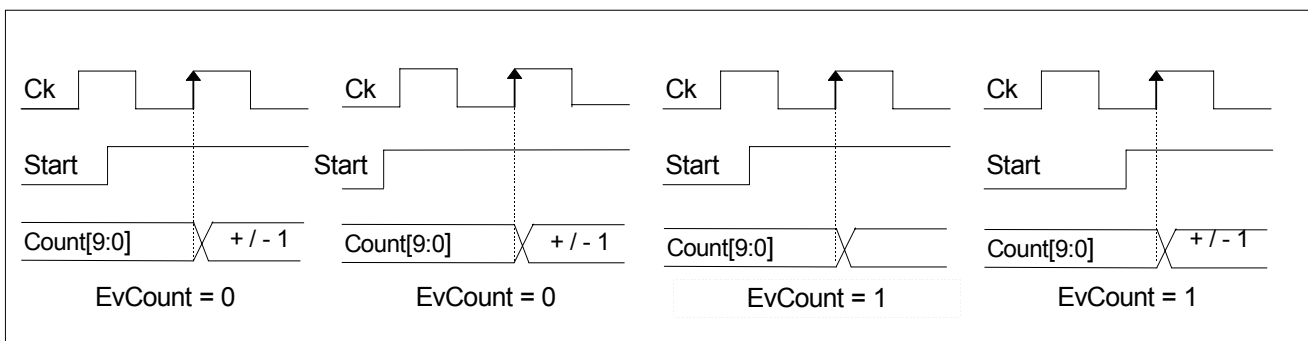 Ck
Start
Count[9:0]
+ / - 1
EvCount = 0
Ck
Start
Count[9:0]
+ / - 1
EvCount = 0
Ck
Start
Count[9:0]
EvCount = 1
Ck
Start
Count[9:0]
+ / - 1
EvCount = 1